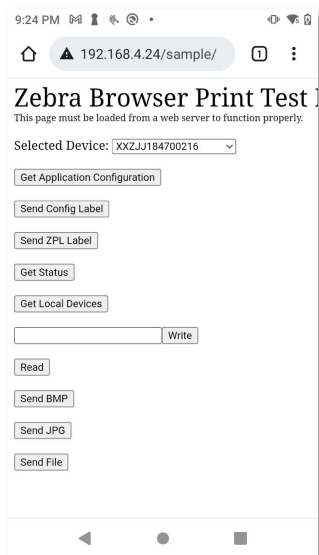 9:24 PM
192.168.4.24/sample/
1
Zebra Browser Print Test
This page must be loaded from a web server to function properly.
Selected Device: XXZJJ184700216
Get Application Configuration
Send Config Label
Send ZPL Label
Get Status
Get Local Devices
Write
Read
Send BMP
Send JPG
Send File